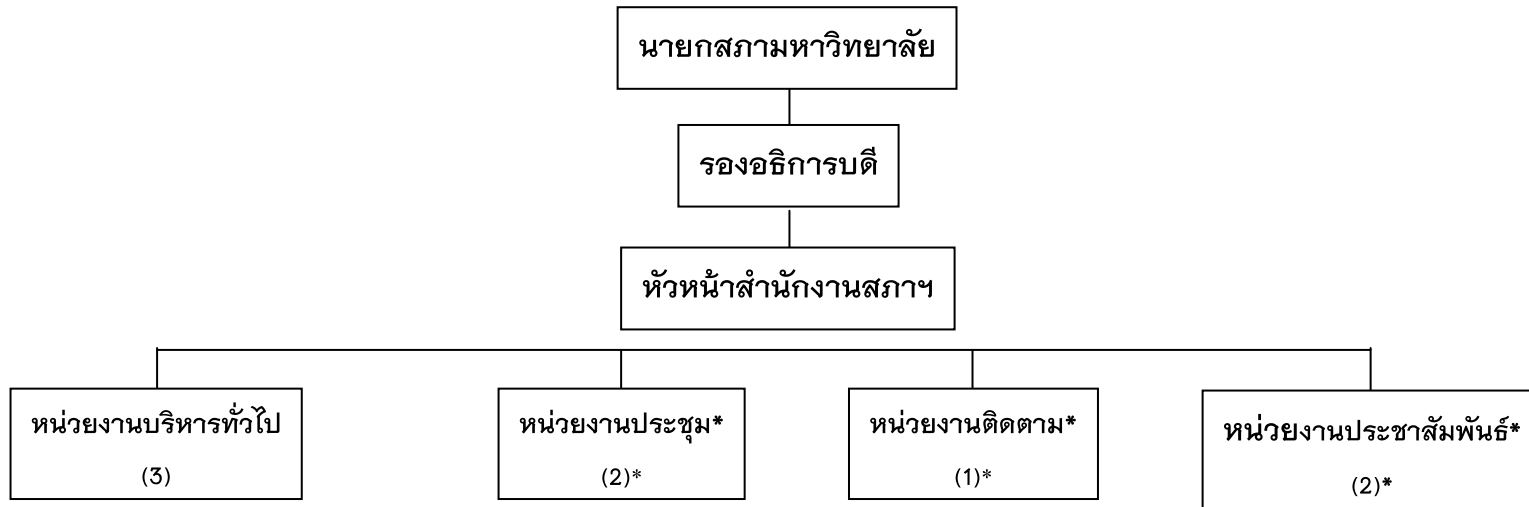 นายกสภามหาวิทยาลัย
รองอธิการบดี
หัวหน้าสำนักงานสภาฯ
หน่วยงานบริหารทั่วไป
(3)
หน่วยงานประชุม*
(2)*
หน่วยงานติดตาม*
(1)*
หน่วยงานประชาสัมพันธ์*
(2)*